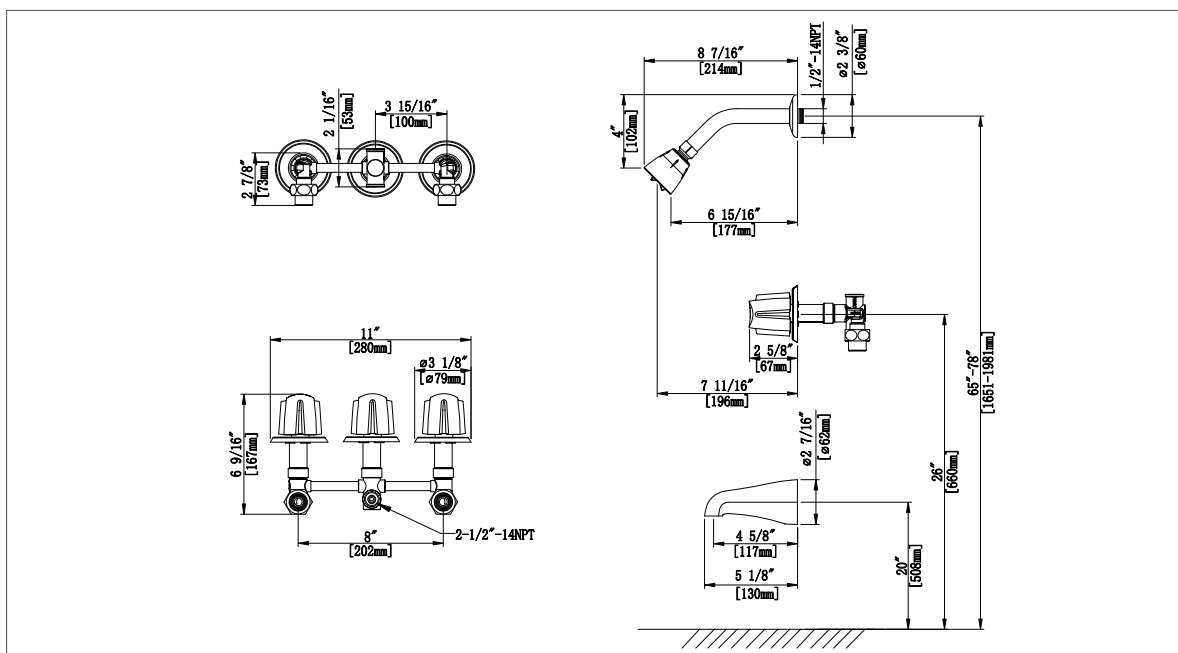 8 7/16"
[214mm]
1/2"-14NPT
ø2 3/8"
[ø60mm]
2 1/16"
[53mm]
3 15/16"
[100mm]
4"
[102mm]
2 7/8"
[73mm]
6 15/16"
[177mm]
11"
[280mm]
ø3 1/8"
[ø79mm]
2 5/8"
[67mm]
7 11/16"
[196mm]
65"-78"
[1651-1981mm]
6 9/16"
[167mm]
ø2 7/16"
[ø62mm]
26"
[660mm]
8"
[202mm]
2-1/2"-14NPT
4 5/8"
[117mm]
5 1/8"
[130mm]
20"
[508mm]